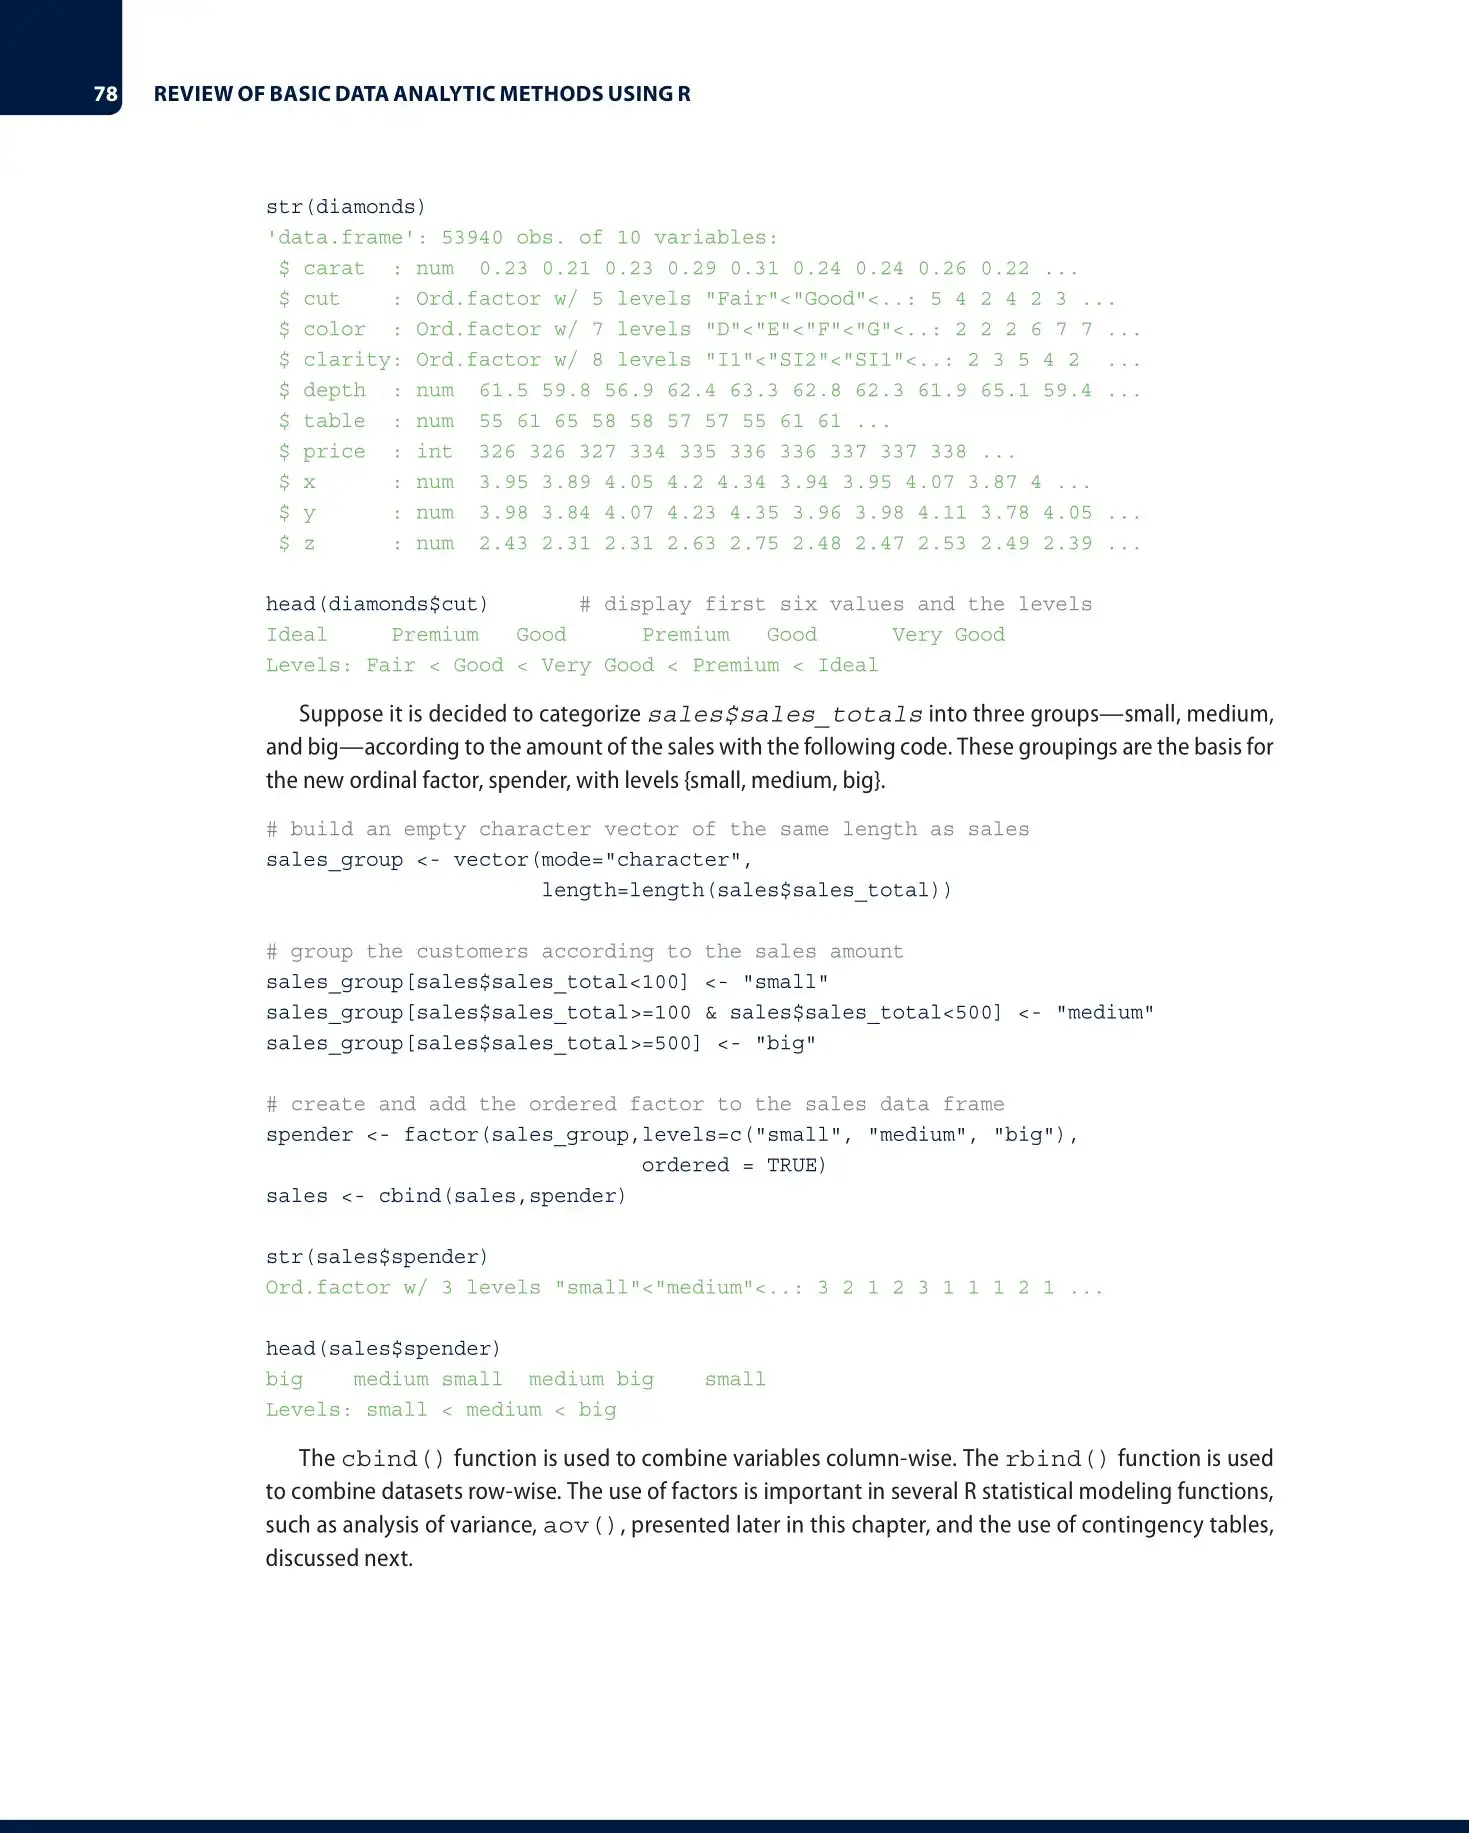 78 REVIEW OF BASIC DATA ANALYTIC METHODS USING R
str(diamonds)
'data.frame': 53940 obs. of 10 variables:
 $ carat  : num  0.23 0.21 0.23 0.29 0.31 0.24 0.24 0.26 0.22 ...
 $ cut    : Ord.factor w/ 5 levels "Fair"<"Good"<..: 5 4 2 4 2 3 ...
 $ color  : Ord.factor w/ 7 levels "D"<"E"<"F"<"G"<..: 2 2 2 6 7 7 ...
 $ clarity: Ord.factor w/ 8 levels "I1"<"SI2"<"SI1"<..: 2 3 5 4 2  ...
 $ depth  : num  61.5 59.8 56.9 62.4 63.3 62.8 62.3 61.9 65.1 59.4 ...
 $ table  : num  55 61 65 58 58 57 57 55 61 61 ...
 $ price  : int  326 326 327 334 335 336 336 337 337 338 ...
 $ x      : num  3.95 3.89 4.05 4.2 4.34 3.94 3.95 4.07 3.87 4 ...
 $ y      : num  3.98 3.84 4.07 4.23 4.35 3.96 3.98 4.11 3.78 4.05 ...
 $ z      : num  2.43 2.31 2.31 2.63 2.75 2.48 2.47 2.53 2.49 2.39 ...
head(diamonds$cut)       # display first six values and the levels
Ideal     Premium   Good      Premium   Good      Very Good
Levels: Fair < Good < Very Good < Premium < Ideal
Suppose it is decided to categorize sales$sales_totals into three groups—small, medium,
and big—according to the amount of the sales with the following code. These groupings are the basis for
the new ordinal factor, spender, with levels {small, medium, big}.
# build an empty character vector of the same length as sales
sales_group <- vector(mode="character",
                      length=length(sales$sales_total))
# group the customers according to the sales amount
sales_group[sales$sales_total<100] <- "small"
sales_group[sales$sales_total>=100 & sales$sales_total<500] <- "medium"
sales_group[sales$sales_total>=500] <- "big"
# create and add the ordered factor to the sales data frame
spender <- factor(sales_group,levels=c("small", "medium", "big"),
                              ordered = TRUE)
sales <- cbind(sales,spender)
str(sales$spender)
Ord.factor w/ 3 levels "small"<"medium"<..: 3 2 1 2 3 1 1 1 2 1 ...
head(sales$spender)
big    medium small  medium big    small
Levels: small < medium < big
The cbind() function is used to combine variables column-wise. The rbind() function is used
to combine datasets row-wise. The use of factors is important in several R statistical modeling functions,
such as analysis of variance, aov(), presented later in this chapter, and the use of contingency tables,
discussed next.